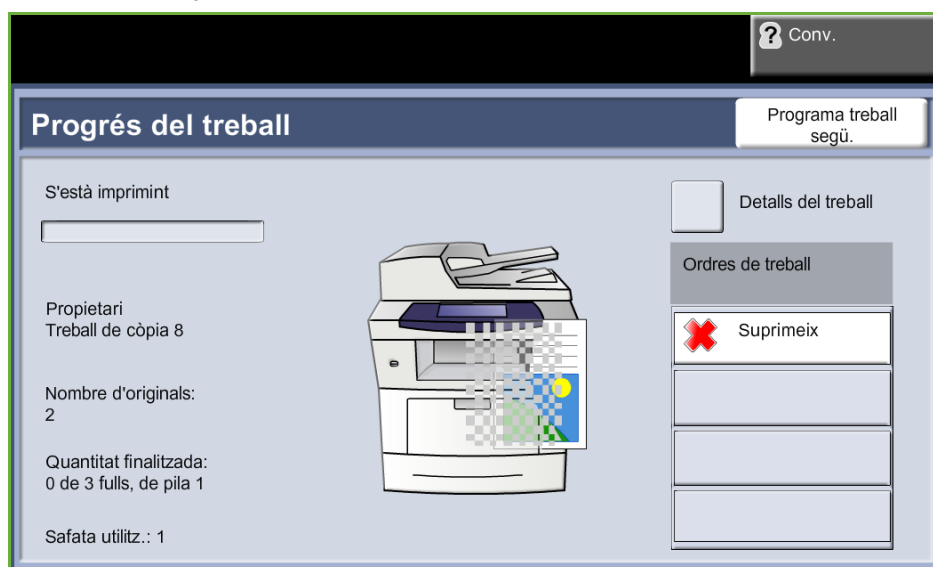 ? Conv.
Progrés del treball
Programa treball
segü.
S'està imprimint
Detalls del treball
Ordres de treball
Propietari
Treball de còpia 8
Suprimeix
Nombre d'originals:
2
Quantitat finalitzada:
0 de 3 fulls, de pila 1
Safata utilitz.: 1